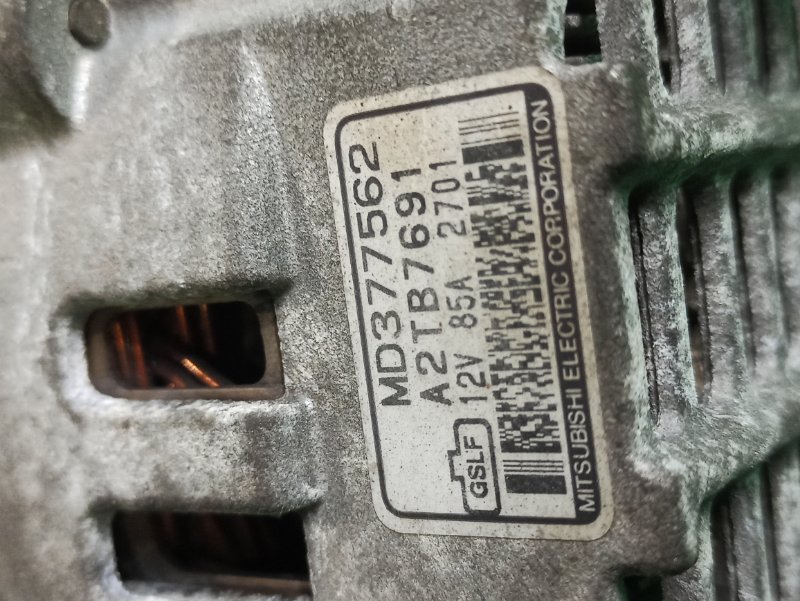 MD377562
A2TB7691
12V 85A 2701
GSLF
MITSUBISHI ELECTRIC CORPORATION